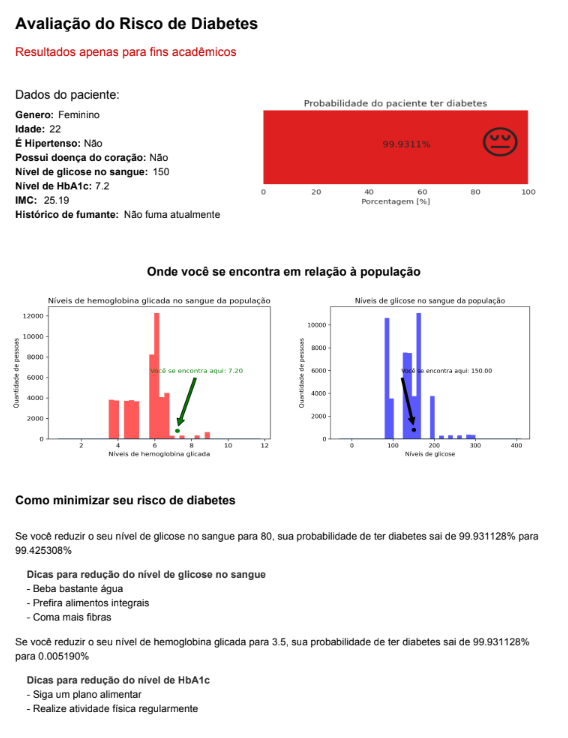 Avaliação do Risco de Diabetes
Resultados apenas para fins acadêmicos
Dados do paciente:
Genero: Feminino
Idade: 22
É Hipertenso: Não
Possui doença do coração: Não
Nível de glicose no sangue: 150
Nível de HbA1c: 7.2
IMC: 25.19
Histórico de fumante: Não fuma atualmente
Probabilidade do paciente ter diabetes
99.9311%
0 20 40 60 80 100
Porcentagem [%]
Onde você se encontra em relação à população
Níveis de hemoglobina glicada no sangue da população
Quantidade de pessoas
12000
10000
8000
6000
4000
2000
0
Você se encontra aqui: 7.20
2 4 6 8 10 12
Níveis de hemoglobina glicada
Níveis de glicose no sangue da população
Quantidade de pessoas
10000
8000
6000
4000
2000
0
Você se encontra aqui: 150.00
0 100 200 300 400
Níveis de glicose
Como minimizar seu risco de diabetes
Se você reduzir o seu nível de glicose no sangue para 80, sua probabilidade de ter diabetes sai de 99.931128% para
99.425308%
Dicas para redução do nível de glicose no sangue
- Beba bastante água
- Prefira alimentos integrais
- Coma mais fibras
Se você reduzir o seu nível de hemoglobina glicada para 3.5, sua probabilidade de ter diabetes sai de 99.931128%
para 0.005190%
Dicas para redução do nível de HbA1c
- Siga um plano alimentar
- Realize atividade física regularmente